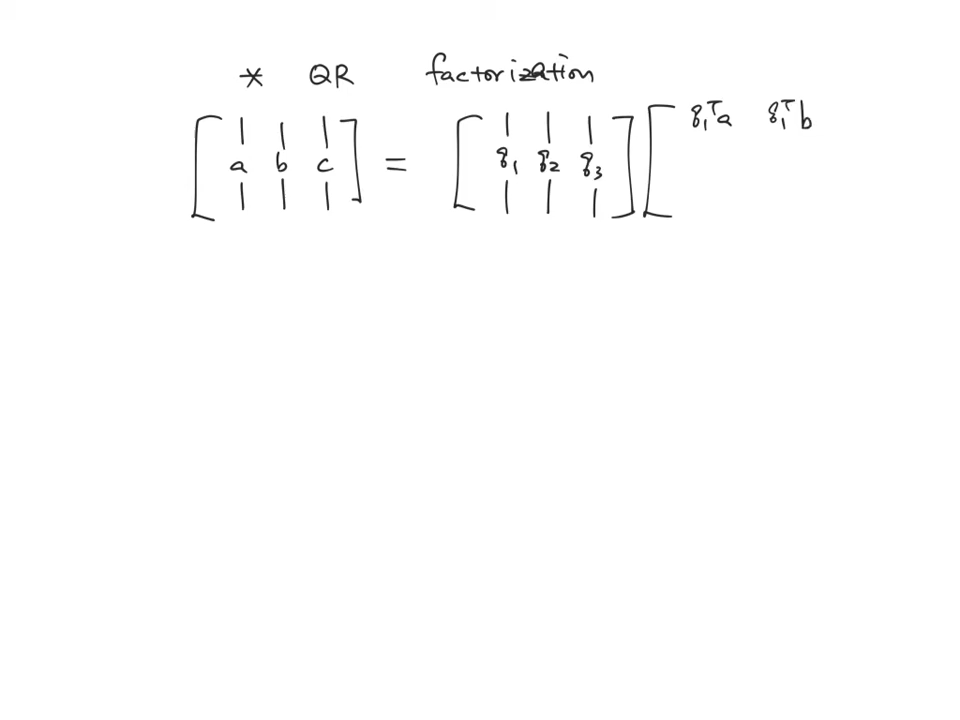 * QR factorization
[ | | | ] = [ | | | ] [ q₁ᵀa q₁ᵀb
a b c q₁ q₂ q₃
| | | | | |